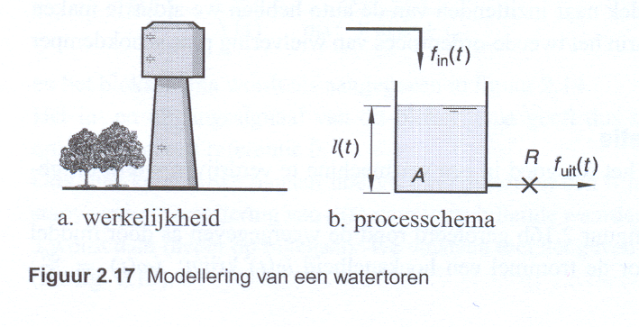 f_in(t)
l(t)
A
R f_uit(t)
a. werkelijkheid b. processchema
Figuur 2.17 Modellering van een watertoren